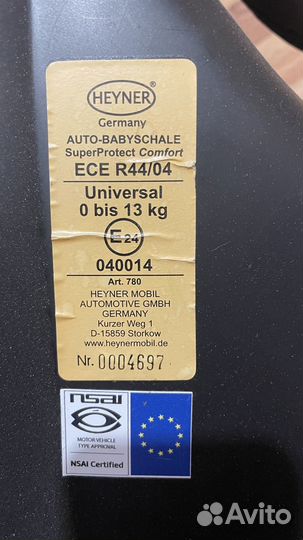 HEYNER
®
Germany
AUTO-BABYSCHALE
SuperProtect Comfort
ECE R44/04
Universal
0 bis 13 kg
E24
040014
Art. 780
HEYNER MOBIL
AUTOMOTIVE GMBH
GERMANY
Kurzer Weg 1
D-15859 Storkow
www.heynermobil.de
Nr. 0004697
nsai
MOTOR VEHICLE
TYPE APPROVAL
NSAI Certified
Avito